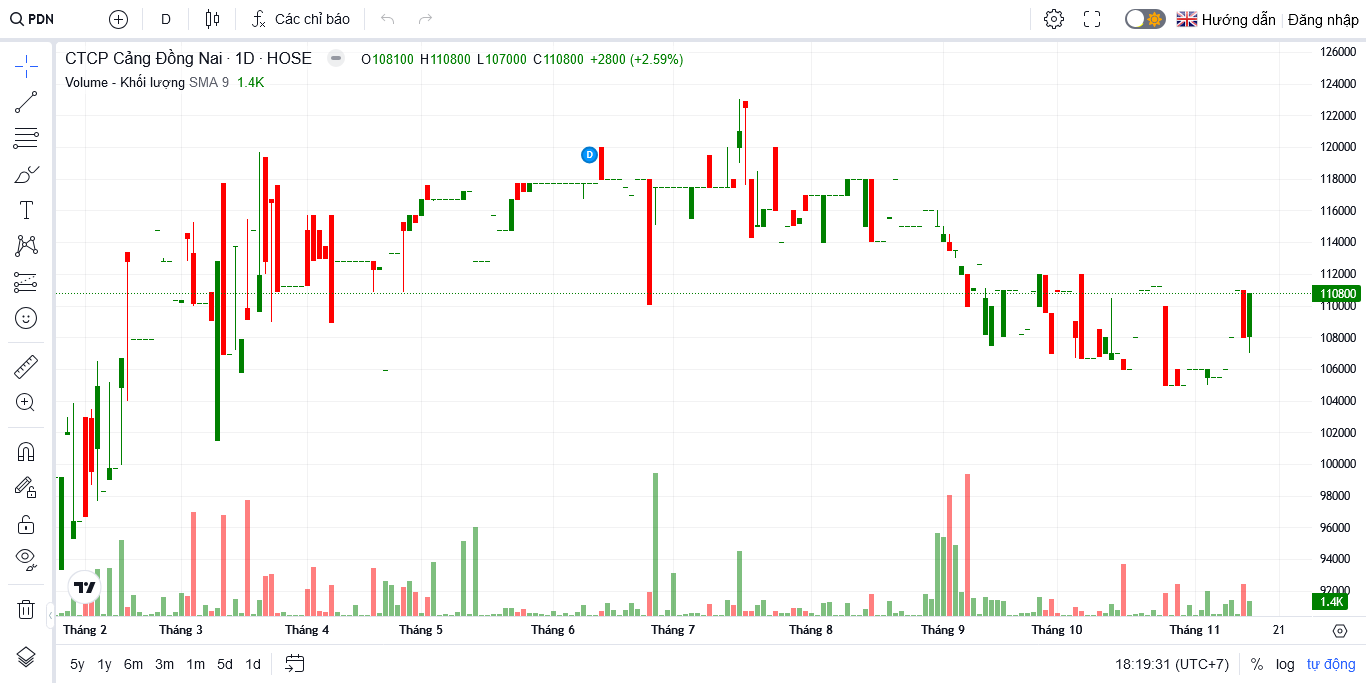 PDN D Các chỉ báo Hướng dẫn Đăng nhập
CTCP Cảng Đồng Nai · 1D · HOSE O108100 H110800 L107000 C110800 +2800 (+2.59%)
Volume - Khối lượng SMA 9 1.4K
126000
124000
122000
120000
118000
116000
114000
112000
110800
110000
108000
106000
104000
102000
100000
98000
96000
94000
92000
1.4K
D
Tháng 2 Tháng 3 Tháng 4 Tháng 5 Tháng 6 Tháng 7 Tháng 8 Tháng 9 Tháng 10 Tháng 11 21
5y 1y 6m 3m 1m 5d 1d 18:19:31 (UTC+7) % log tự động